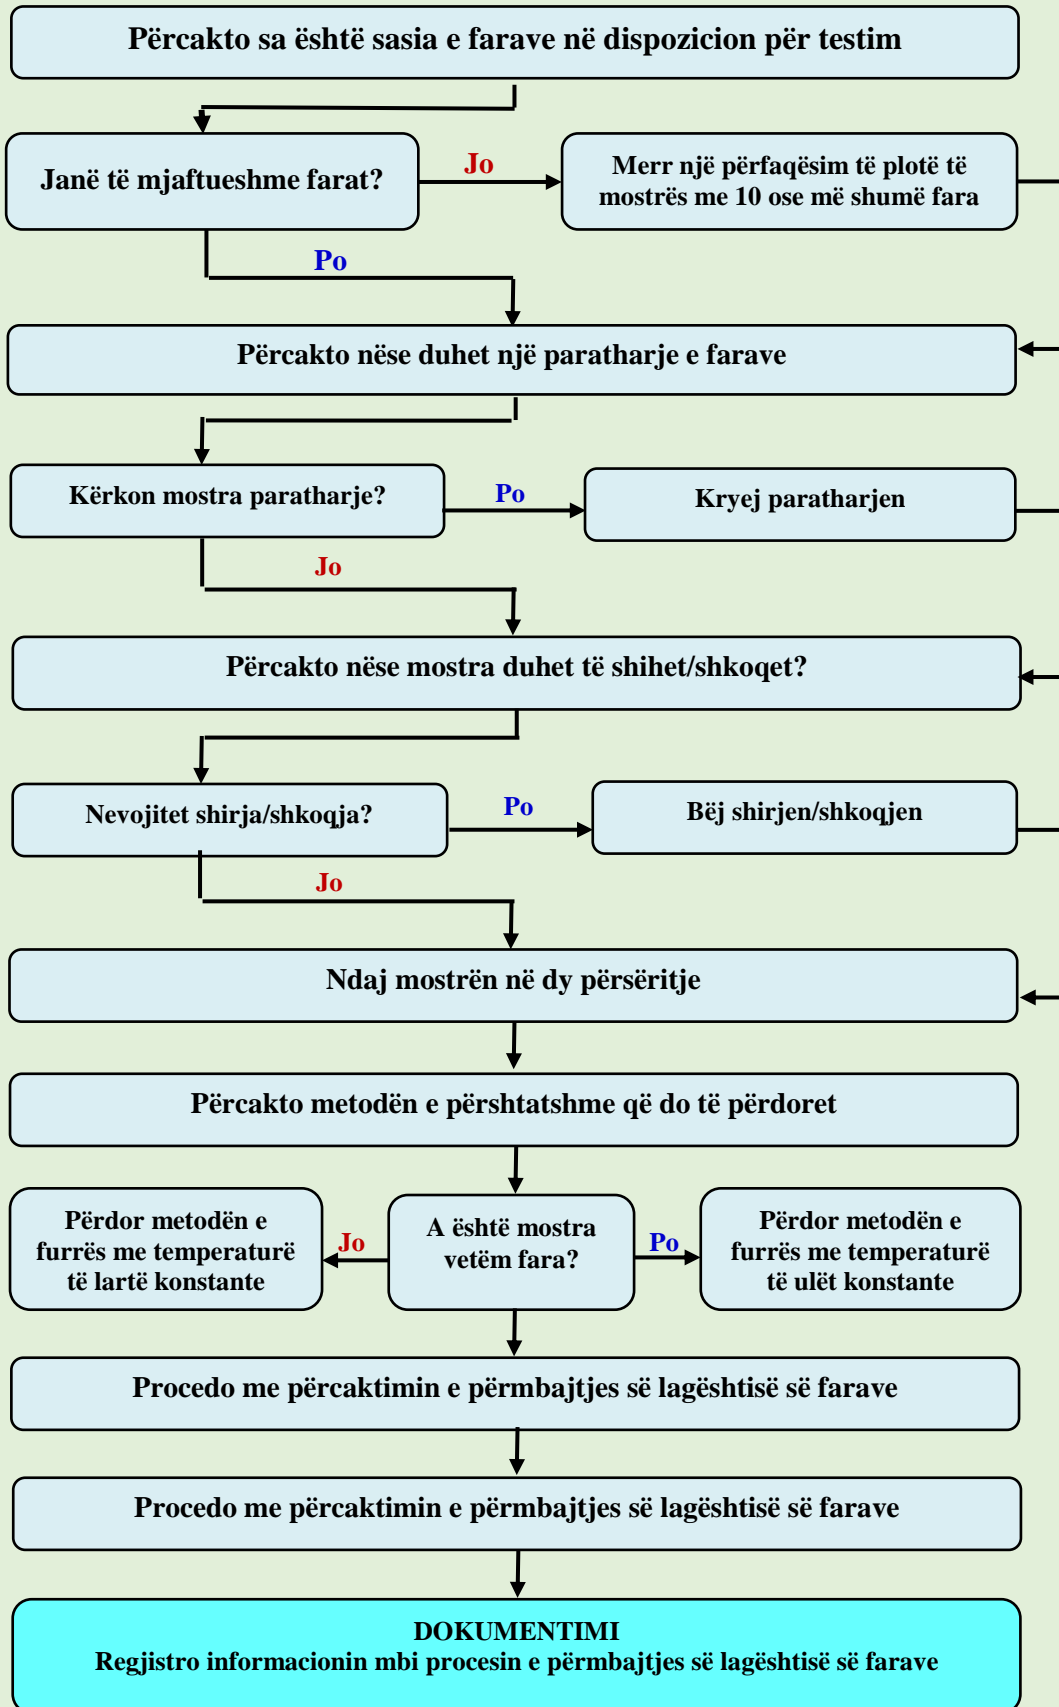 Përcakto sa është sasia e farave në dispozicion për testim
Janë të mjaftueshme farat?
Jo
Merr një përfaqësim të plotë të
mostrës me 10 ose më shumë fara
Po
Përcakto nëse duhet një paratharje e farave
Kërkon mostra paratharje?
Po
Kryej paratharjen
Jo
Përcakto nëse mostra duhet të shihet/shkoqet?
Nevojitet shirja/shkoqja?
Po
Bëj shirjen/shkoqjen
Jo
Ndaj mostrën në dy përsëritje
Përcakto metodën e përshtatshme që do të përdoret
Përdor metodën e
furrës me temperaturë
të lartë konstante
Jo
A është mostra
vetëm fara?
Po
Përdor metodën e
furrës me temperaturë
të ulët konstante
Procedo me përcaktimin e përmbajtjes së lagështisë së farave
Procedo me përcaktimin e përmbajtjes së lagështisë së farave
DOKUMENTIMI
Regjistro informacionin mbi procesin e përmbajtjes së lagështisë së farave